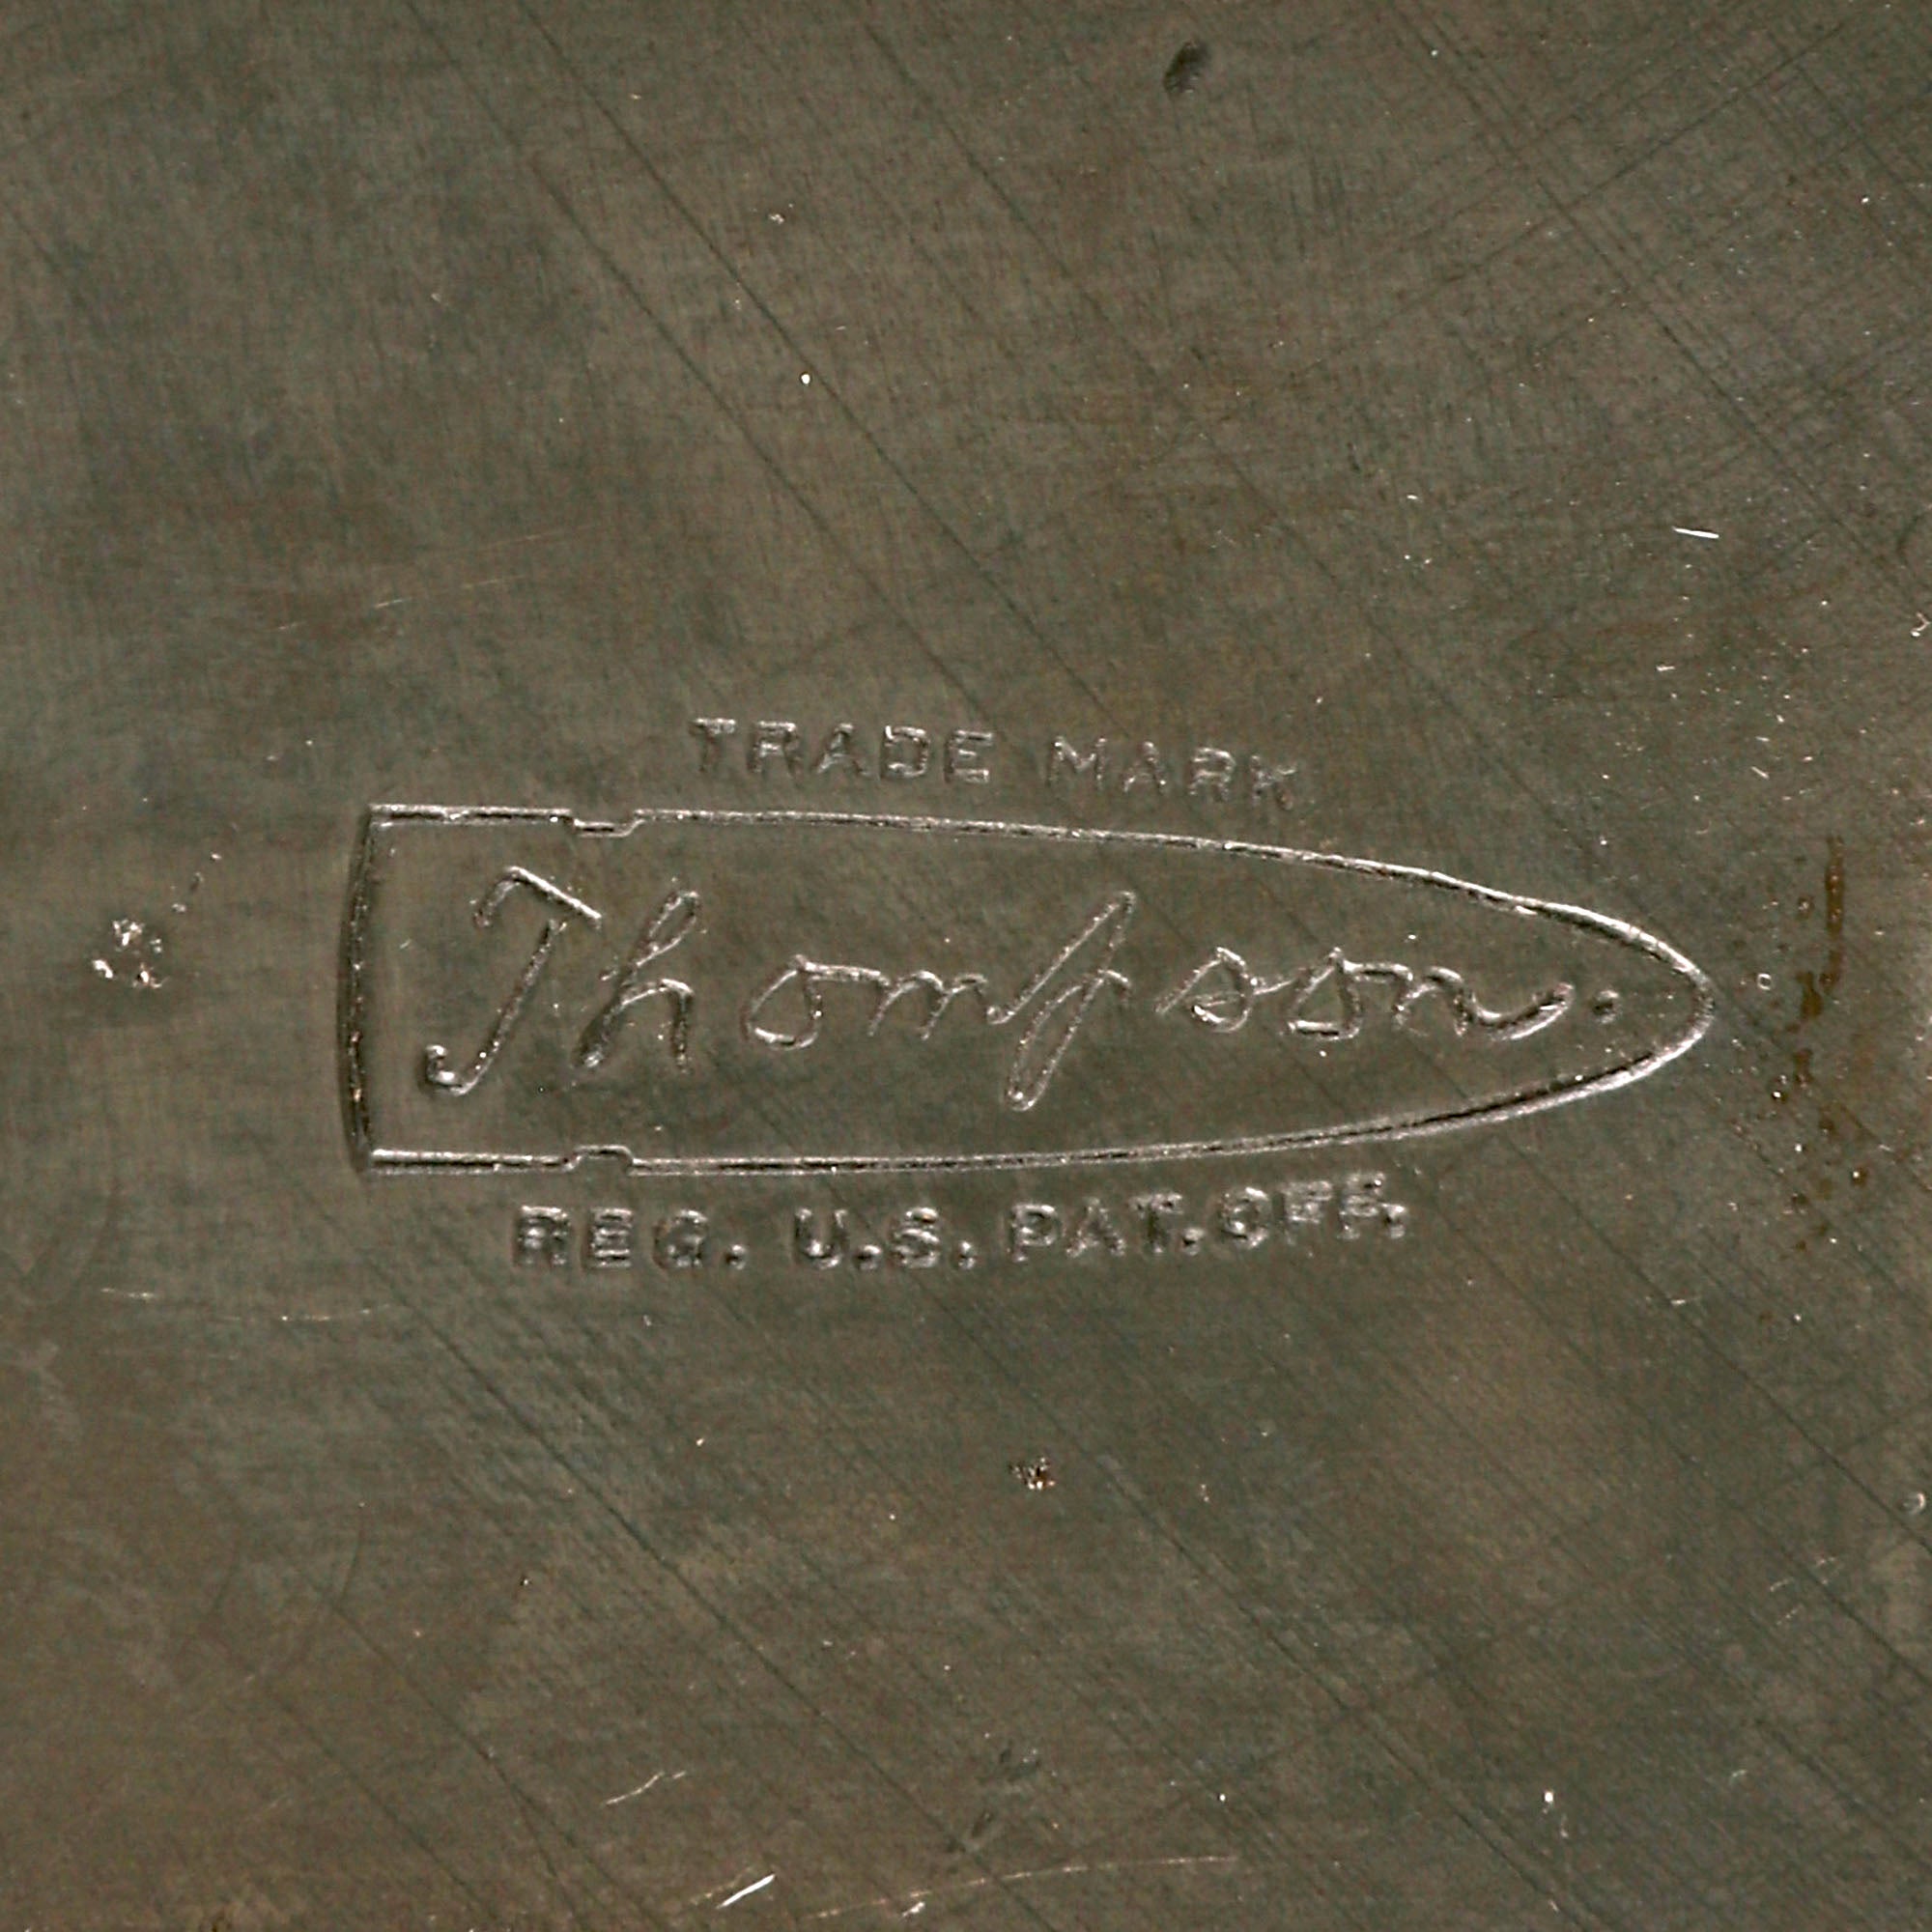 TRADE MARK
Thompson.
REG. U.S. PAT. OFF.